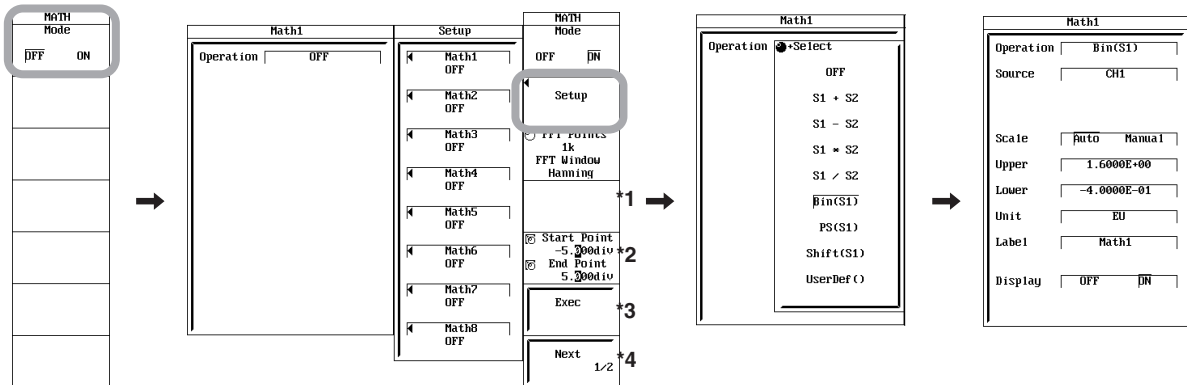 MATH
Mode
OFF ON
Math1
Operation OFF
Setup
Math1
OFF
Math2
OFF
Math3
OFF
Math4
OFF
Math5
OFF
Math6
OFF
Math7
OFF
Math8
OFF
MATH
Mode
OFF ON
Setup
FFT Points
1k
FFT Window
Hanning
*1
Start Point
-5.000div
*2
End Point
5.000div
Exec
*3
Next
1/2
*4
Math1
Operation +Select
OFF
S1 + S2
S1 - S2
S1 * S2
S1 / S2
Bin(S1)
PS(S1)
Shift(S1)
UserDef()
Math1
Operation Bin(S1)
Source CH1
Scale Auto Manual
Upper 1.6000E+00
Lower -4.0000E-01
Unit EU
Label Math1
Display OFF ON